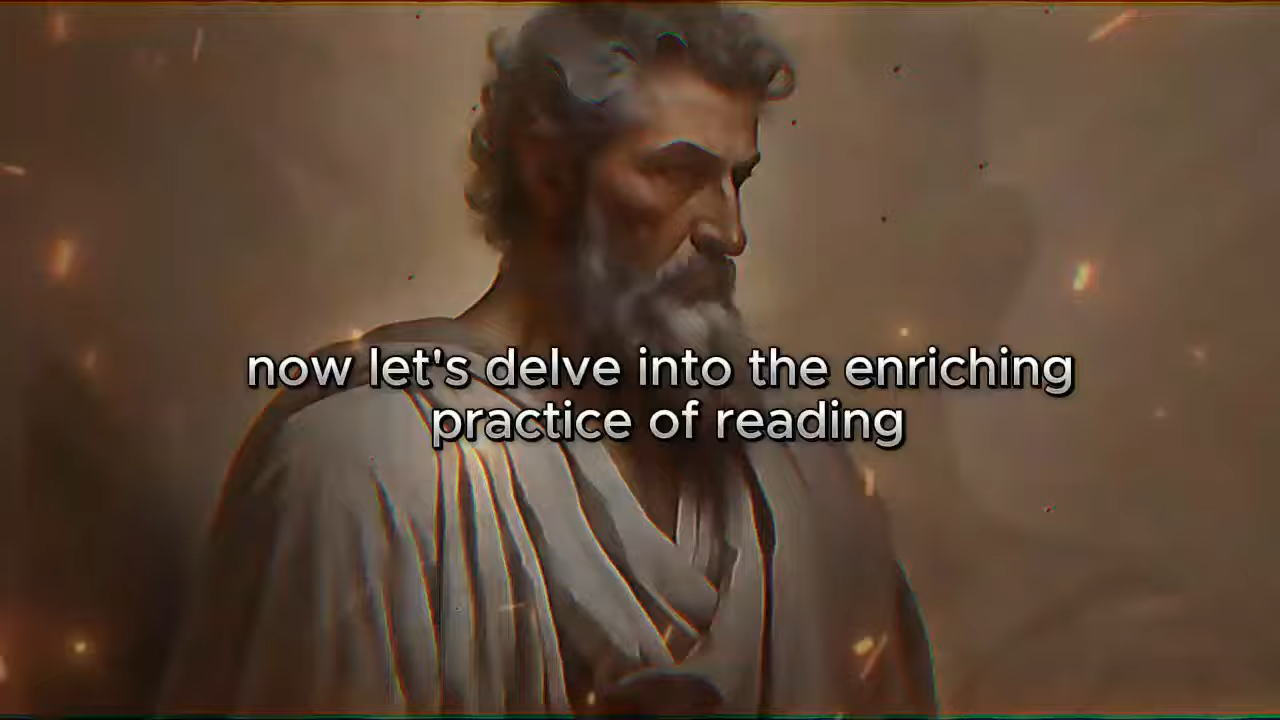 now let's delve into the enriching
practice of reading